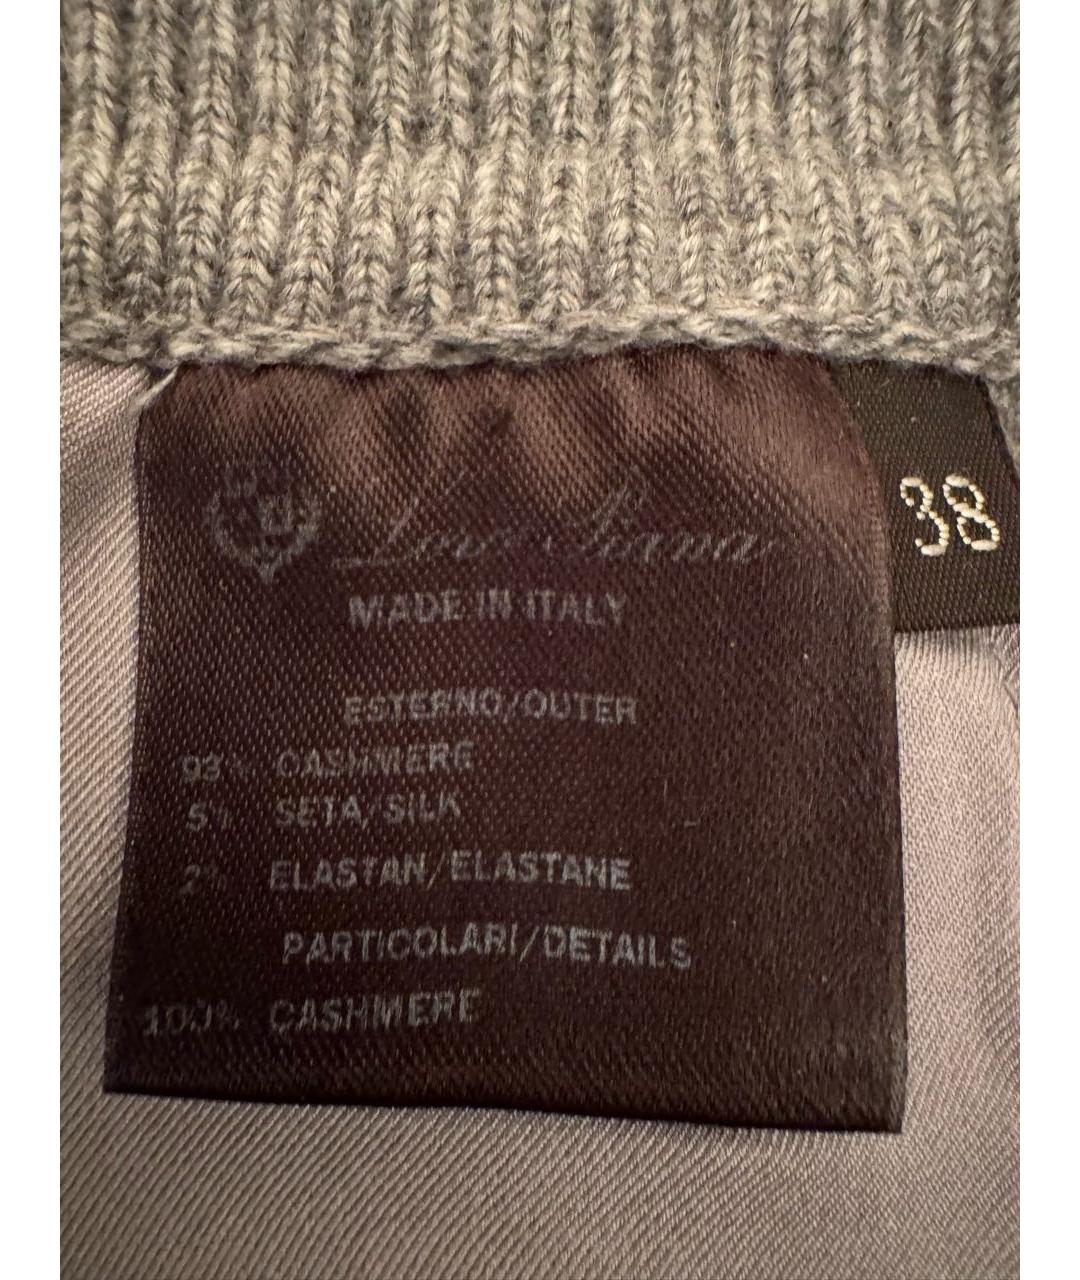 Loro Piana
38
MADE IN ITALY
ESTERNO/OUTER
93% CASHMERE
5% SETA/SILK
2% ELASTAN/ELASTANE
PARTICOLARI/DETAILS
100% CASHMERE